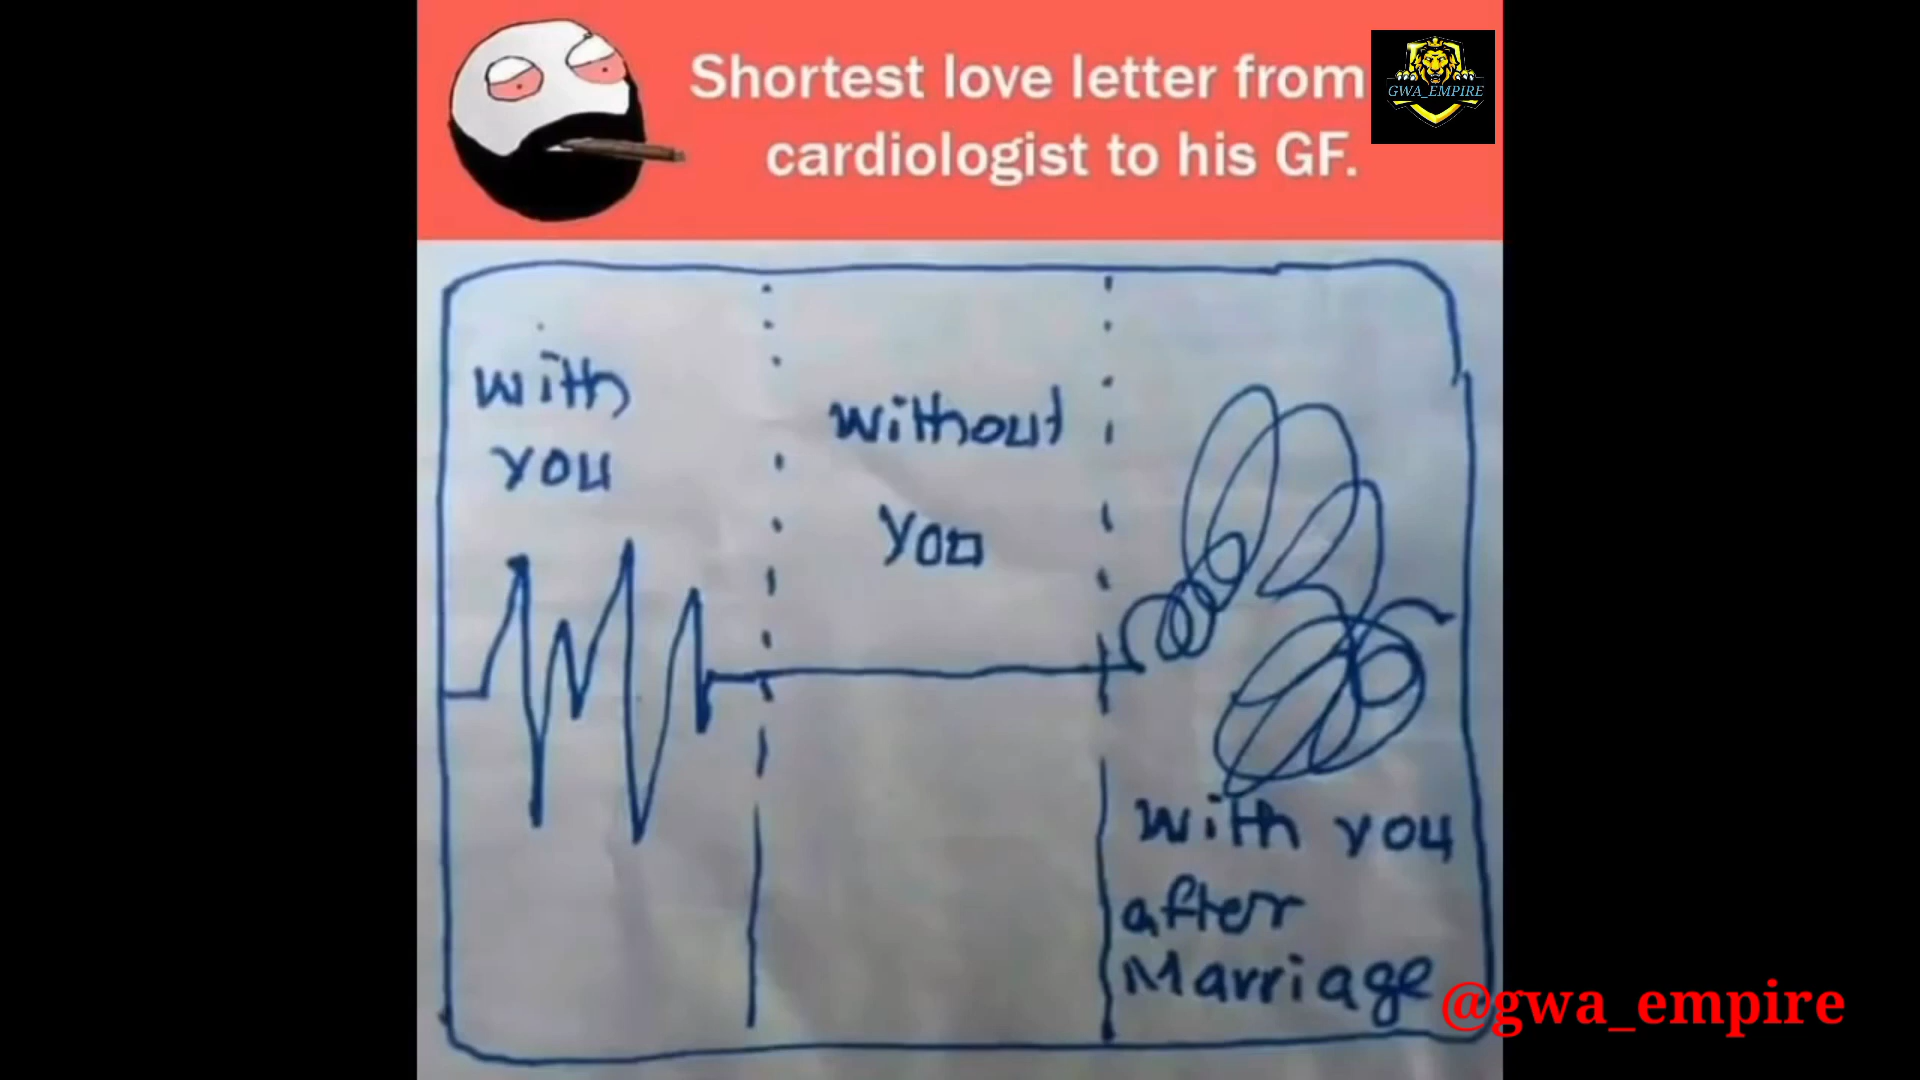 Shortest love letter from
cardiologist to his GF.
GWA_EMPIRE
with
you
without
you
with you
after
Marriage
@gwa_empire